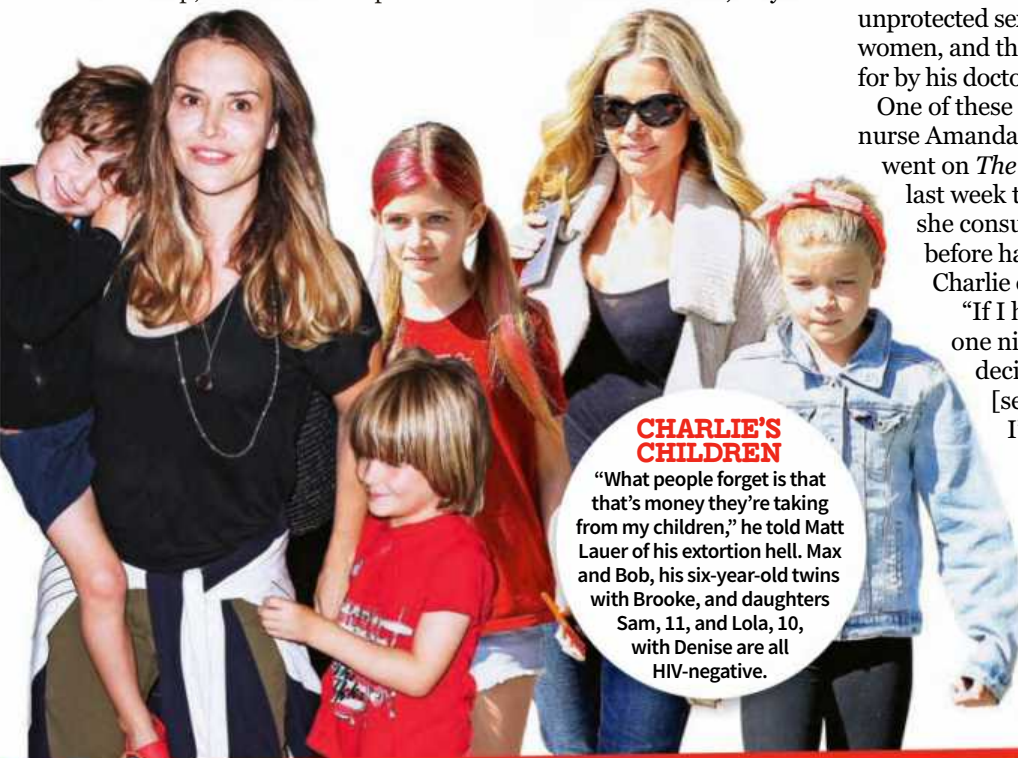 unprotected se
women, and th
for by his docto
One of these
nurse Amanda
went on The
last week t
she consu
before ha
Charlie
"If I h
one ni
deci
[se
I
CHARLIE'S
CHILDREN
"What people forget is that
that's money they're taking
from my children," he told Matt
Lauer of his extortion hell. Max
and Bob, his six-year-old twins
with Brooke, and daughters
Sam, 11, and Lola, 10,
with Denise are all
HIV-negative.